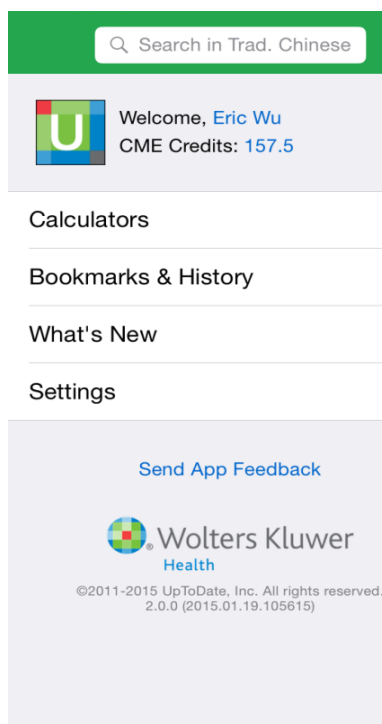 Search in Trad. Chinese
U
Welcome, Eric Wu
CME Credits: 157.5
Calculators
Bookmarks & History
What's New
Settings
Send App Feedback
Wolters Kluwer
Health
©2011-2015 UpToDate, Inc. All rights reserved.
2.0.0 (2015.01.19.105615)